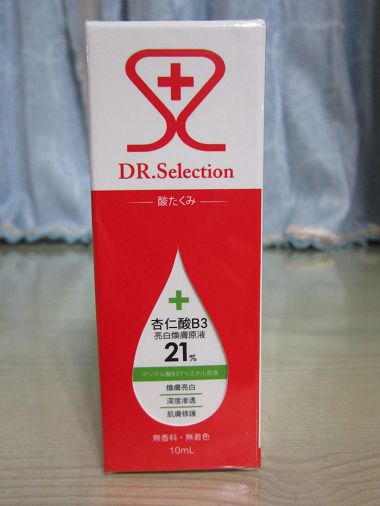 DR.Selection
酸たくみ
杏仁酸B3
亮白煥膚原液
21%
マンデル酸B3クリスタル原液
煥膚亮白
深度滲透
肌膚修護
無香料・無着色
10mL